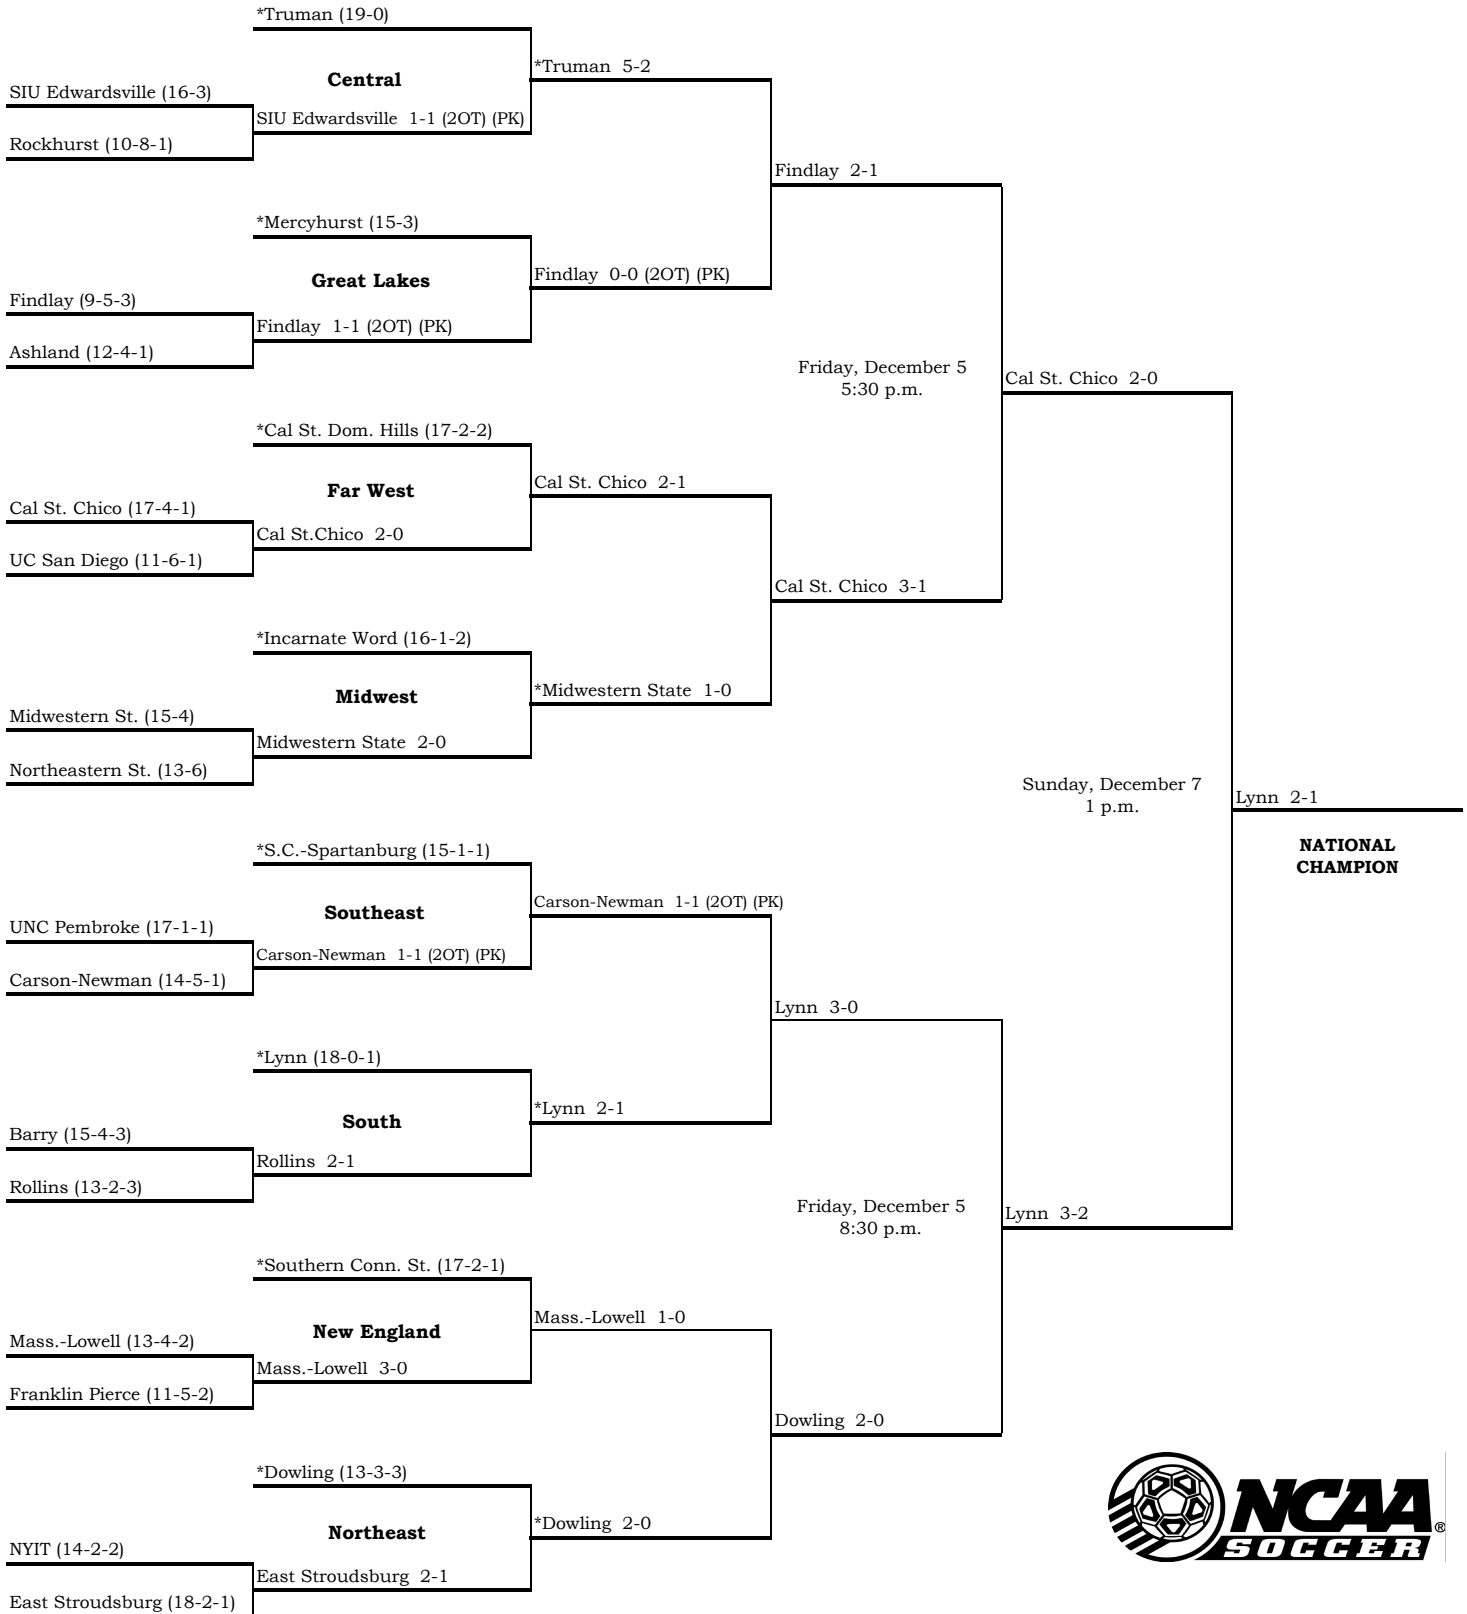 *Truman (19-0)
Central
*Truman 5-2
SIU Edwardsville (16-3)
SIU Edwardsville 1-1 (2OT) (PK)
Rockhurst (10-8-1)
Findlay 2-1
*Mercyhurst (15-3)
Great Lakes
Findlay 0-0 (2OT) (PK)
Findlay (9-5-3)
Findlay 1-1 (2OT) (PK)
Ashland (12-4-1)
Friday, December 5
5:30 p.m.
Cal St. Chico 2-0
*Cal St. Dom. Hills (17-2-2)
Far West
Cal St. Chico 2-1
Cal St. Chico (17-4-1)
Cal St.Chico 2-0
UC San Diego (11-6-1)
Cal St. Chico 3-1
*Incarnate Word (16-1-2)
Midwest
*Midwestern State 1-0
Midwestern St. (15-4)
Midwestern State 2-0
Northeastern St. (13-6)
Sunday, December 7
1 p.m.
Lynn 2-1
NATIONAL
CHAMPION
*S.C.-Spartanburg (15-1-1)
Southeast
Carson-Newman 1-1 (2OT) (PK)
UNC Pembroke (17-1-1)
Carson-Newman 1-1 (2OT) (PK)
Carson-Newman (14-5-1)
Lynn 3-0
*Lynn (18-0-1)
South
*Lynn 2-1
Barry (15-4-3)
Rollins 2-1
Rollins (13-2-3)
Friday, December 5
8:30 p.m.
Lynn 3-2
*Southern Conn. St. (17-2-1)
New England
Mass.-Lowell 1-0
Mass.-Lowell (13-4-2)
Mass.-Lowell 3-0
Franklin Pierce (11-5-2)
Dowling 2-0
*Dowling (13-3-3)
Northeast
*Dowling 2-0
NYIT (14-2-2)
East Stroudsburg 2-1
East Stroudsburg (18-2-1)
NCAA®
SOCCER